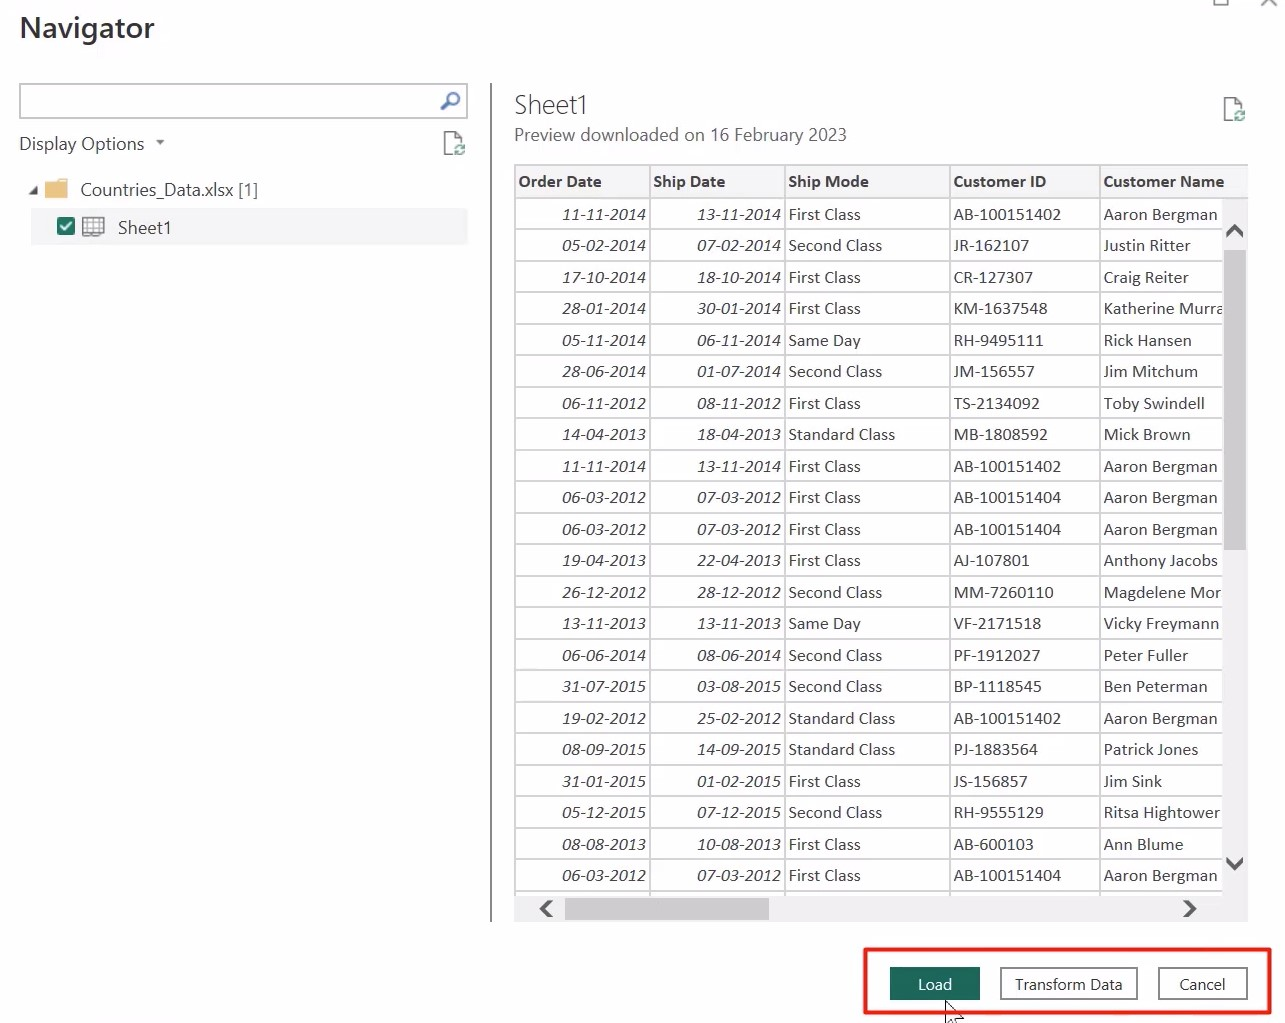 Navigator
Display Options
Countries_Data.xlsx [1]
Sheet1
Sheet1
Preview downloaded on 16 February 2023
Order Date Ship Date Ship Mode Customer ID Customer Name
11-11-2014 13-11-2014 First Class AB-100151402 Aaron Bergman
05-02-2014 07-02-2014 Second Class JR-162107 Justin Ritter
17-10-2014 18-10-2014 First Class CR-127307 Craig Reiter
28-01-2014 30-01-2014 First Class KM-1637548 Katherine Murra
05-11-2014 06-11-2014 Same Day RH-9495111 Rick Hansen
28-06-2014 01-07-2014 Second Class JM-156557 Jim Mitchum
06-11-2012 08-11-2012 First Class TS-2134092 Toby Swindell
14-04-2013 18-04-2013 Standard Class MB-1808592 Mick Brown
11-11-2014 13-11-2014 First Class AB-100151402 Aaron Bergman
06-03-2012 07-03-2012 First Class AB-100151404 Aaron Bergman
06-03-2012 07-03-2012 First Class AB-100151404 Aaron Bergman
19-04-2013 22-04-2013 First Class AJ-107801 Anthony Jacobs
26-12-2012 28-12-2012 Second Class MM-7260110 Magdelene Mor
13-11-2013 13-11-2013 Same Day VF-2171518 Vicky Freymann
06-06-2014 08-06-2014 Second Class PF-1912027 Peter Fuller
31-07-2015 03-08-2015 Second Class BP-1118545 Ben Peterman
19-02-2012 25-02-2012 Standard Class AB-100151402 Aaron Bergman
08-09-2015 14-09-2015 Standard Class PJ-1883564 Patrick Jones
31-01-2015 01-02-2015 First Class JS-156857 Jim Sink
05-12-2015 07-12-2015 Second Class RH-9555129 Ritsa Hightower
08-08-2013 10-08-2013 First Class AB-600103 Ann Blume
06-03-2012 07-03-2012 First Class AB-100151404 Aaron Bergman
Load Transform Data Cancel